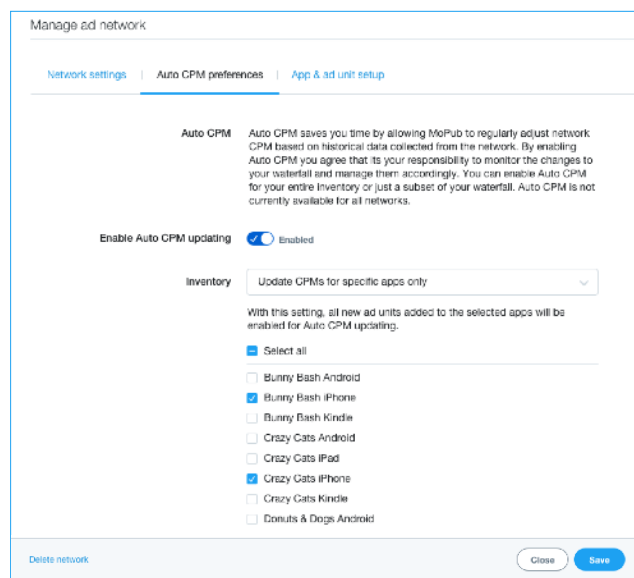 Manage ad network
Network settings | Auto CPM preferences | App & ad unit setup
Auto CPM
Auto CPM saves you time by allowing MoPub to regularly adjust network
CPM based on historical data collected from the network. By enabling
Auto CPM you agree that its your responsibility to monitor the changes to
your waterfall and manage them accordingly. You can enable Auto CPM
for your entire inventory or just a subset of your waterfall. Auto CPM is not
currently available for all networks.
Enable Auto CPM updating
Enabled
Inventory
Update CPMs for specific apps only
With this setting, all new ad units added to the selected apps will be
enabled for Auto CPM updating.
Select all
Bunny Bash Android
Bunny Bash iPhone
Bunny Bash Kindle
Crazy Cats Android
Crazy Cats iPad
Crazy Cats iPhone
Crazy Cats Kindle
Donuts & Dogs Android
Delete network
Close
Save